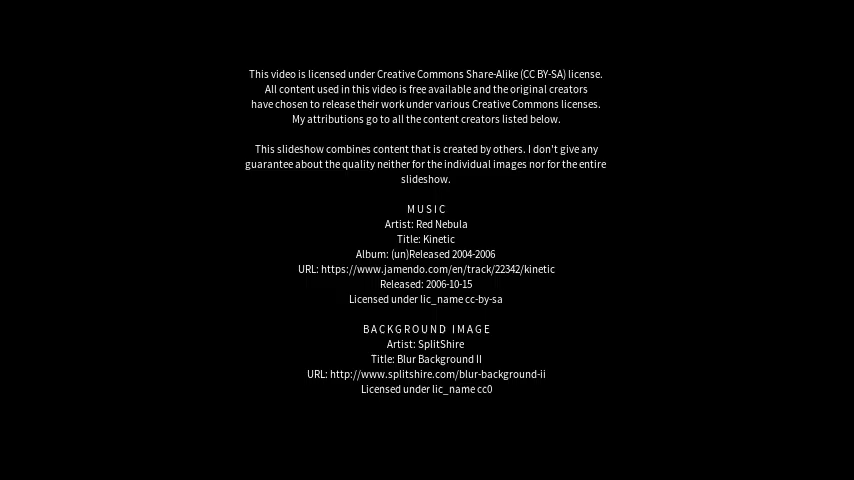 This video is licensed under Creative Commons Share-Alike (CC BY-SA) license.
All content used in this video is free available and the original creators
have chosen to release their work under various Creative Commons licenses.
My attributions go to all the content creators listed below.
This slideshow combines content that is created by others. I don't give any
guarantee about the quality neither for the individual images nor for the entire
slideshow.
MUSIC
Artist: Red Nebula
Title: Kinetic
Album: (un)Released 2004-2006
URL: https://www.jamendo.com/en/track/22342/kinetic
Released: 2006-10-15
Licensed under lic_name cc-by-sa
BACKGROUND IMAGE
Artist: SplitShire
Title: Blur Background II
URL: http://www.splitshire.com/blur-background-ii
Licensed under lic_name cc0